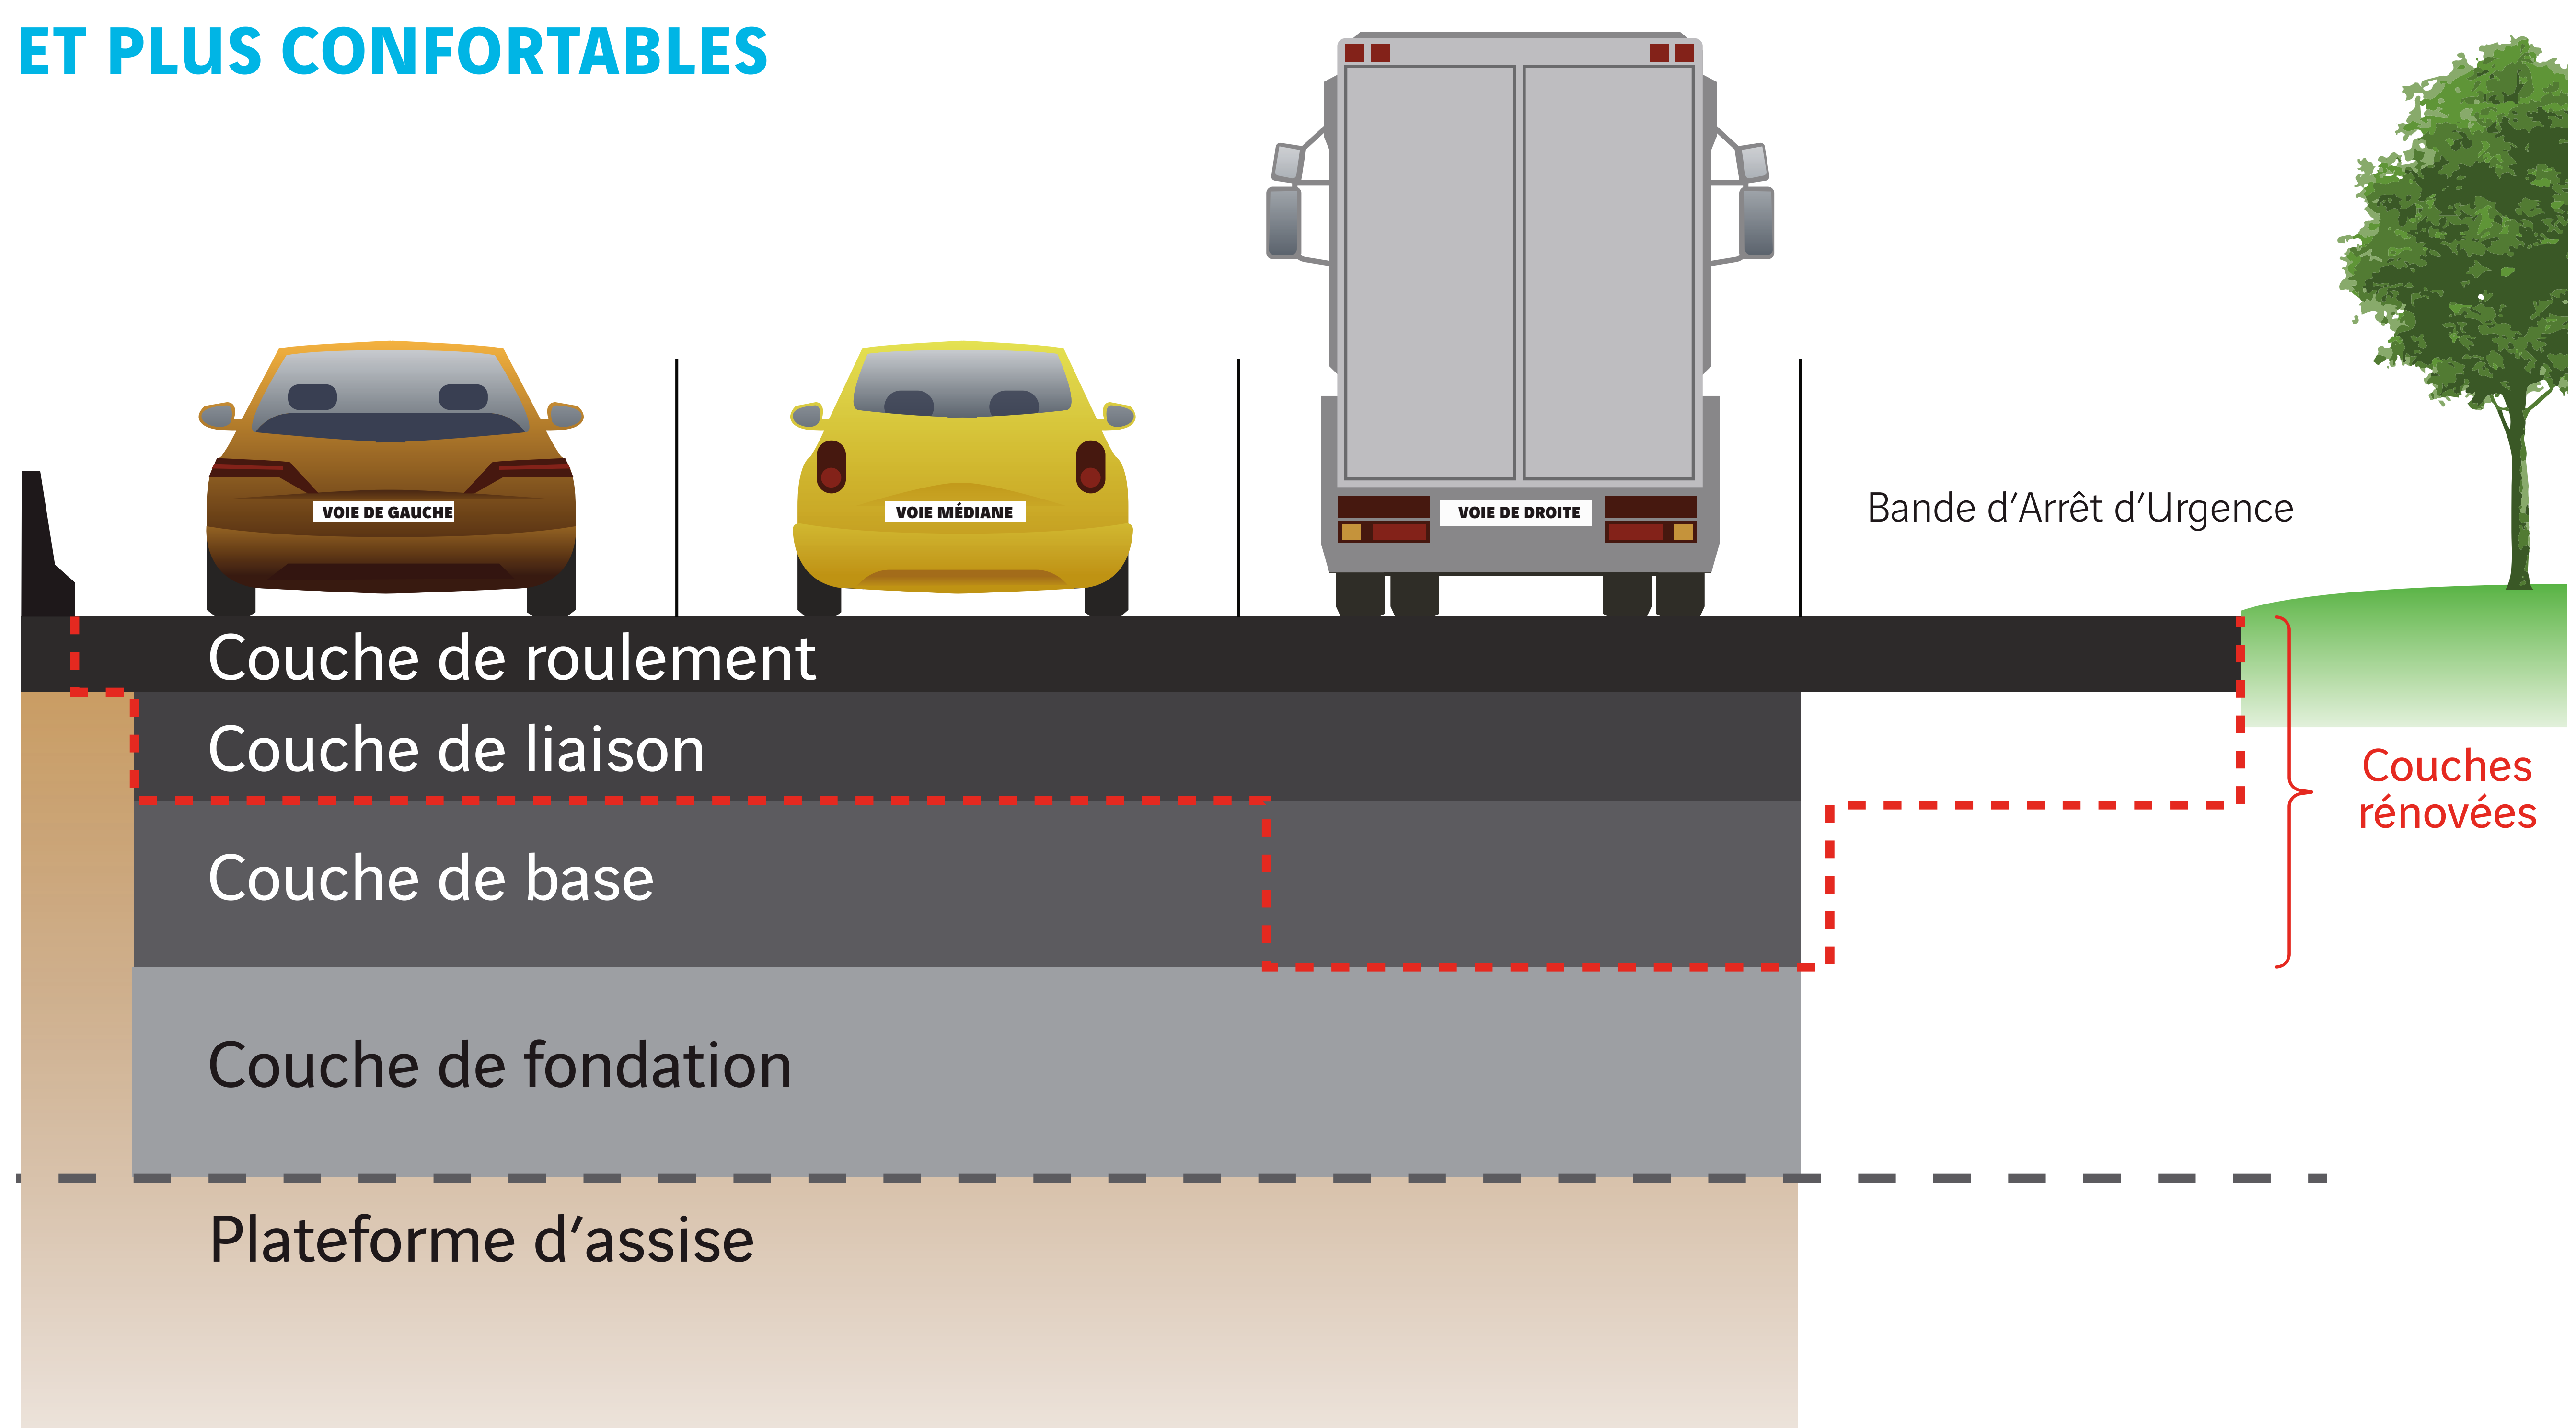 ET PLUS CONFORTABLES
VOIE DE GAUCHE
VOIE MÉDIANE
VOIE DE DROITE
Bande d'Arrêt d'Urgence
Couche de roulement
Couche de liaison
Couches
rénovées
Couche de base
Couche de fondation
Plateforme d'assise